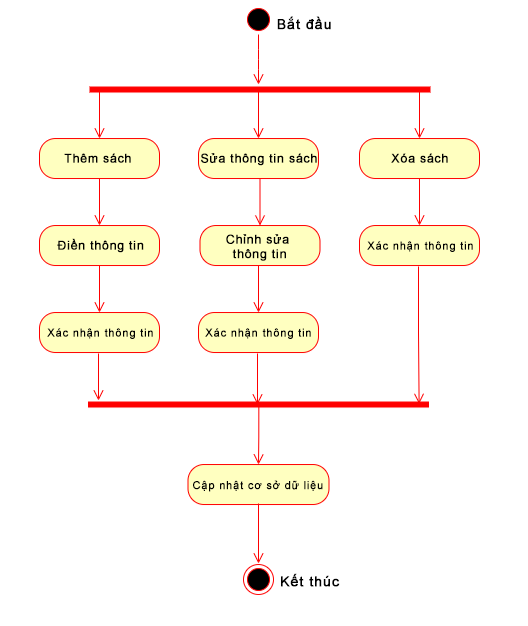 Bắt đầu
Thêm sách
Sửa thông tin sách
Xóa sách
Điền thông tin
Chỉnh sửa
thông tin
Xác nhận thông tin
Xác nhận thông tin
Xác nhận thông tin
Cập nhật cơ sở dữ liệu
Kết thúc